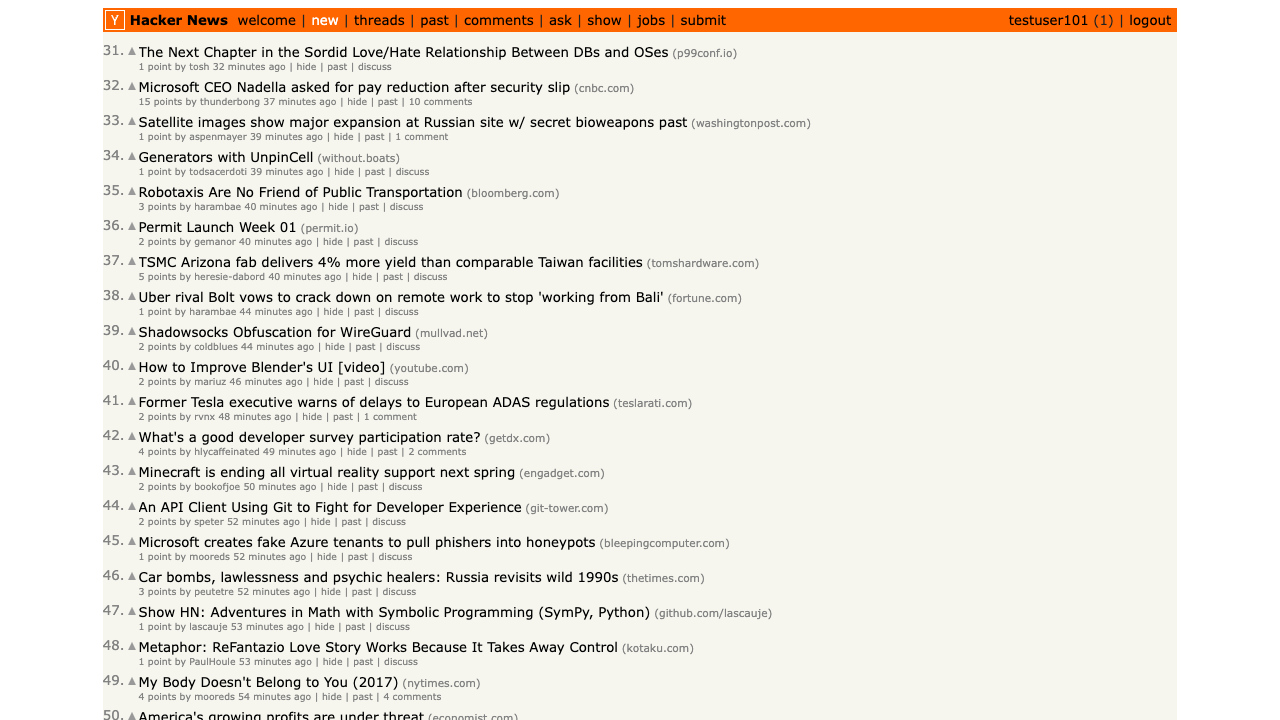 Y Hacker News welcome | new | threads | past | comments | ask | show | jobs | submit testuser101 (1) | logout
31. The Next Chapter in the Sordid Love/Hate Relationship Between DBs and OSes (p99conf.io)
1 point by tosh 32 minutes ago | hide | past | discuss
32. Microsoft CEO Nadella asked for pay reduction after security slip (cnbc.com)
15 points by thunderbong 37 minutes ago | hide | past | 10 comments
33. Satellite images show major expansion at Russian site w/ secret bioweapons past (washingtonpost.com)
1 point by aspenmayer 39 minutes ago | hide | past | 1 comment
34. Generators with UnpinCell (without.boats)
1 point by todsacerdoti 39 minutes ago | hide | past | discuss
35. Robotaxis Are No Friend of Public Transportation (bloomberg.com)
3 points by harambae 40 minutes ago | hide | past | discuss
36. Permit Launch Week 01 (permit.io)
2 points by gemanor 40 minutes ago | hide | past | discuss
37. TSMC Arizona fab delivers 4% more yield than comparable Taiwan facilities (tomshardware.com)
5 points by heresie-dabord 40 minutes ago | hide | past | discuss
38. Uber rival Bolt vows to crack down on remote work to stop 'working from Bali' (fortune.com)
1 point by harambae 44 minutes ago | hide | past | discuss
39. Shadowsocks Obfuscation for WireGuard (mullvad.net)
2 points by coldblues 44 minutes ago | hide | past | discuss
40. How to Improve Blender's UI [video] (youtube.com)
2 points by mariuz 46 minutes ago | hide | past | discuss
41. Former Tesla executive warns of delays to European ADAS regulations (teslarati.com)
2 points by rvnx 48 minutes ago | hide | past | 1 comment
42. What's a good developer survey participation rate? (getdx.com)
4 points by hlycaffeinated 49 minutes ago | hide | past | 2 comments
43. Minecraft is ending all virtual reality support next spring (engadget.com)
2 points by bookofjoe 50 minutes ago | hide | past | discuss
44. An API Client Using Git to Fight for Developer Experience (git-tower.com)
2 points by speter 52 minutes ago | hide | past | discuss
45. Microsoft creates fake Azure tenants to pull phishers into honeypots (bleepingcomputer.com)
1 point by mooreds 52 minutes ago | hide | past | discuss
46. Car bombs, lawlessness and psychic healers: Russia revisits wild 1990s (thetimes.com)
3 points by peutetre 52 minutes ago | hide | past | discuss
47. Show HN: Adventures in Math with Symbolic Programming (SymPy, Python) (github.com/lascauje)
1 point by lascauje 53 minutes ago | hide | past | discuss
48. Metaphor: ReFantazio Love Story Works Because It Takes Away Control (kotaku.com)
1 point by PaulHoule 53 minutes ago | hide | past | discuss
49. My Body Doesn't Belong to You (2017) (nytimes.com)
4 points by mooreds 54 minutes ago | hide | past | 4 comments
50. America's growing profits are under threat (economist.com)